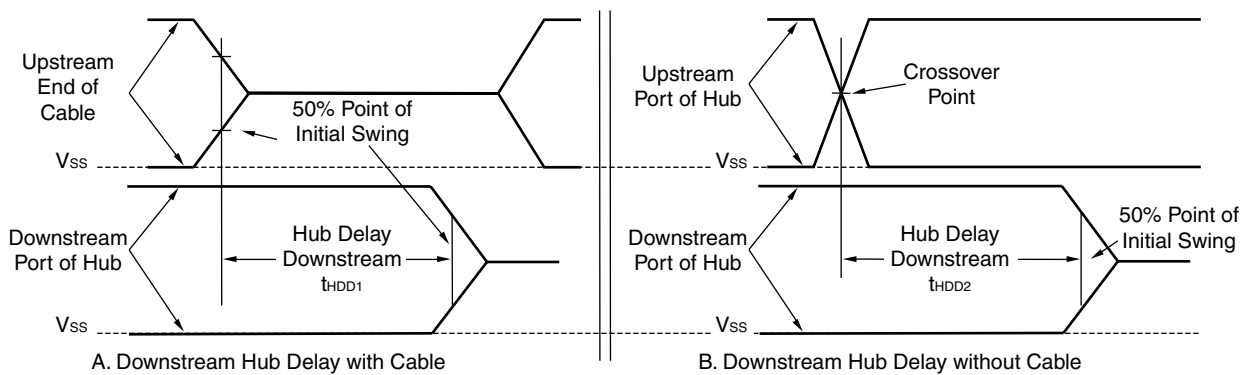 Upstream
End of
Cable
50% Point of
Initial Swing
VSS
Downstream
Port of Hub
Hub Delay
Downstream
tHDD1
VSS
A. Downstream Hub Delay with Cable
Upstream
Port of Hub
Crossover
Point
VSS
Downstream
Port of Hub
Hub Delay
Downstream
tHDD2
50% Point of
Initial Swing
VSS
B. Downstream Hub Delay without Cable